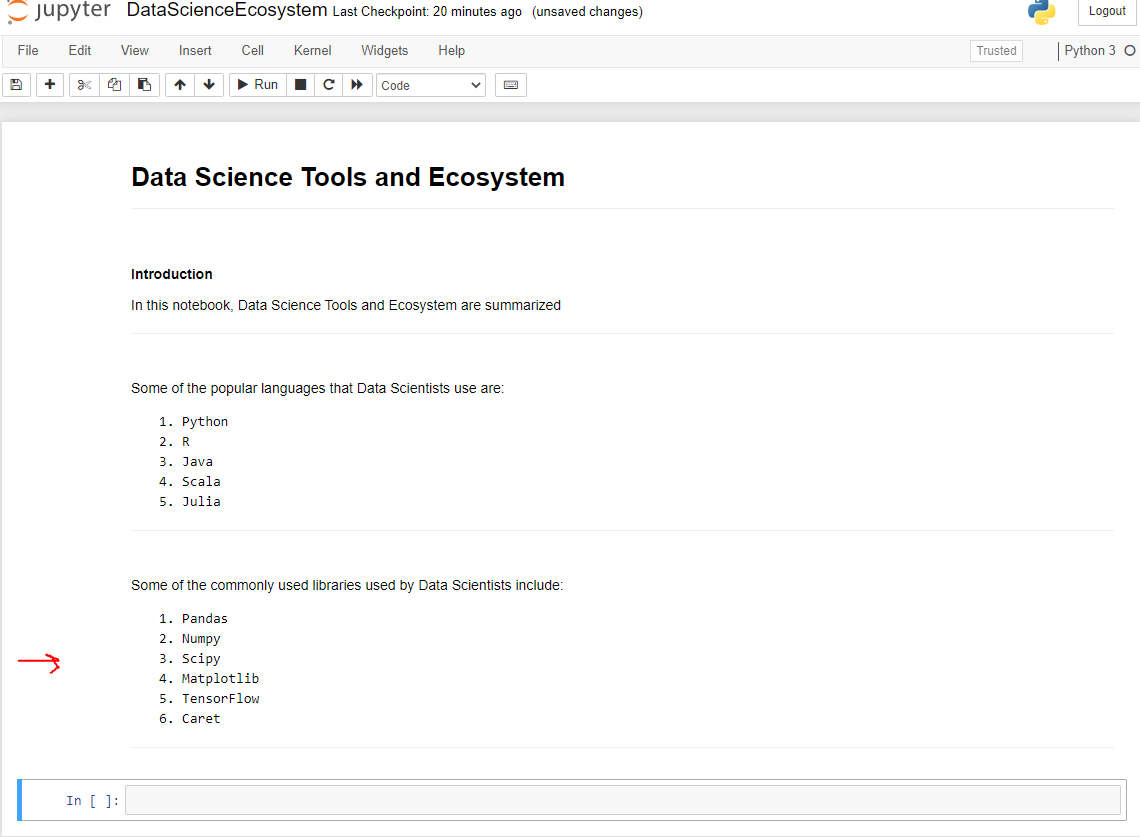 jupyter DataScienceEcosystem Last Checkpoint: 20 minutes ago (unsaved changes) Logout
File Edit View Insert Cell Kernel Widgets Help Trusted Python 3
Run Code
Data Science Tools and Ecosystem
Introduction
In this notebook, Data Science Tools and Ecosystem are summarized
Some of the popular languages that Data Scientists use are:
1. Python
2. R
3. Java
4. Scala
5. Julia
Some of the commonly used libraries used by Data Scientists include:
1. Pandas
2. Numpy
3. Scipy
4. Matplotlib
5. TensorFlow
6. Caret
In [ ]: